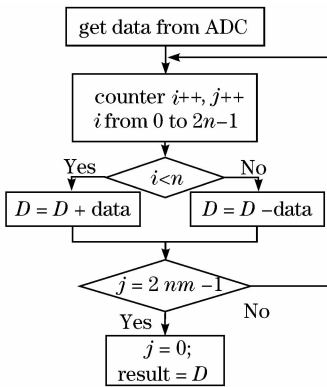 get data from ADC
counter i++, j++
i from 0 to 2n−1
Yes
i<n
No
D = D + data
D = D −data
j = 2 nm −1
Yes
No
j = 0;
result = D